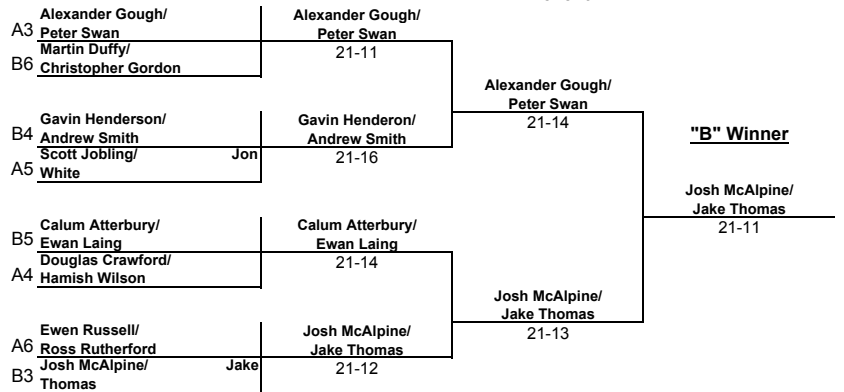 A3 Alexander Gough/
Peter Swan
B6 Martin Duffy/
Christopher Gordon
B4 Gavin Henderson/
Andrew Smith
A5 Scott Jobling/ Jon
White
B5 Calum Atterbury/
Ewan Laing
A4 Douglas Crawford/
Hamish Wilson
A6 Ewen Russell/
Ross Rutherford
B3 Josh McAlpine/ Jake
Thomas
Alexander Gough/
Peter Swan
21-11
Gavin Henderon/
Andrew Smith
21-16
Calum Atterbury/
Ewan Laing
21-14
Josh McAlpine/
Jake Thomas
21-12
Alexander Gough/
Peter Swan
21-14
Josh McAlpine/
Jake Thomas
21-13
"B" Winner
Josh McAlpine/
Jake Thomas
21-11